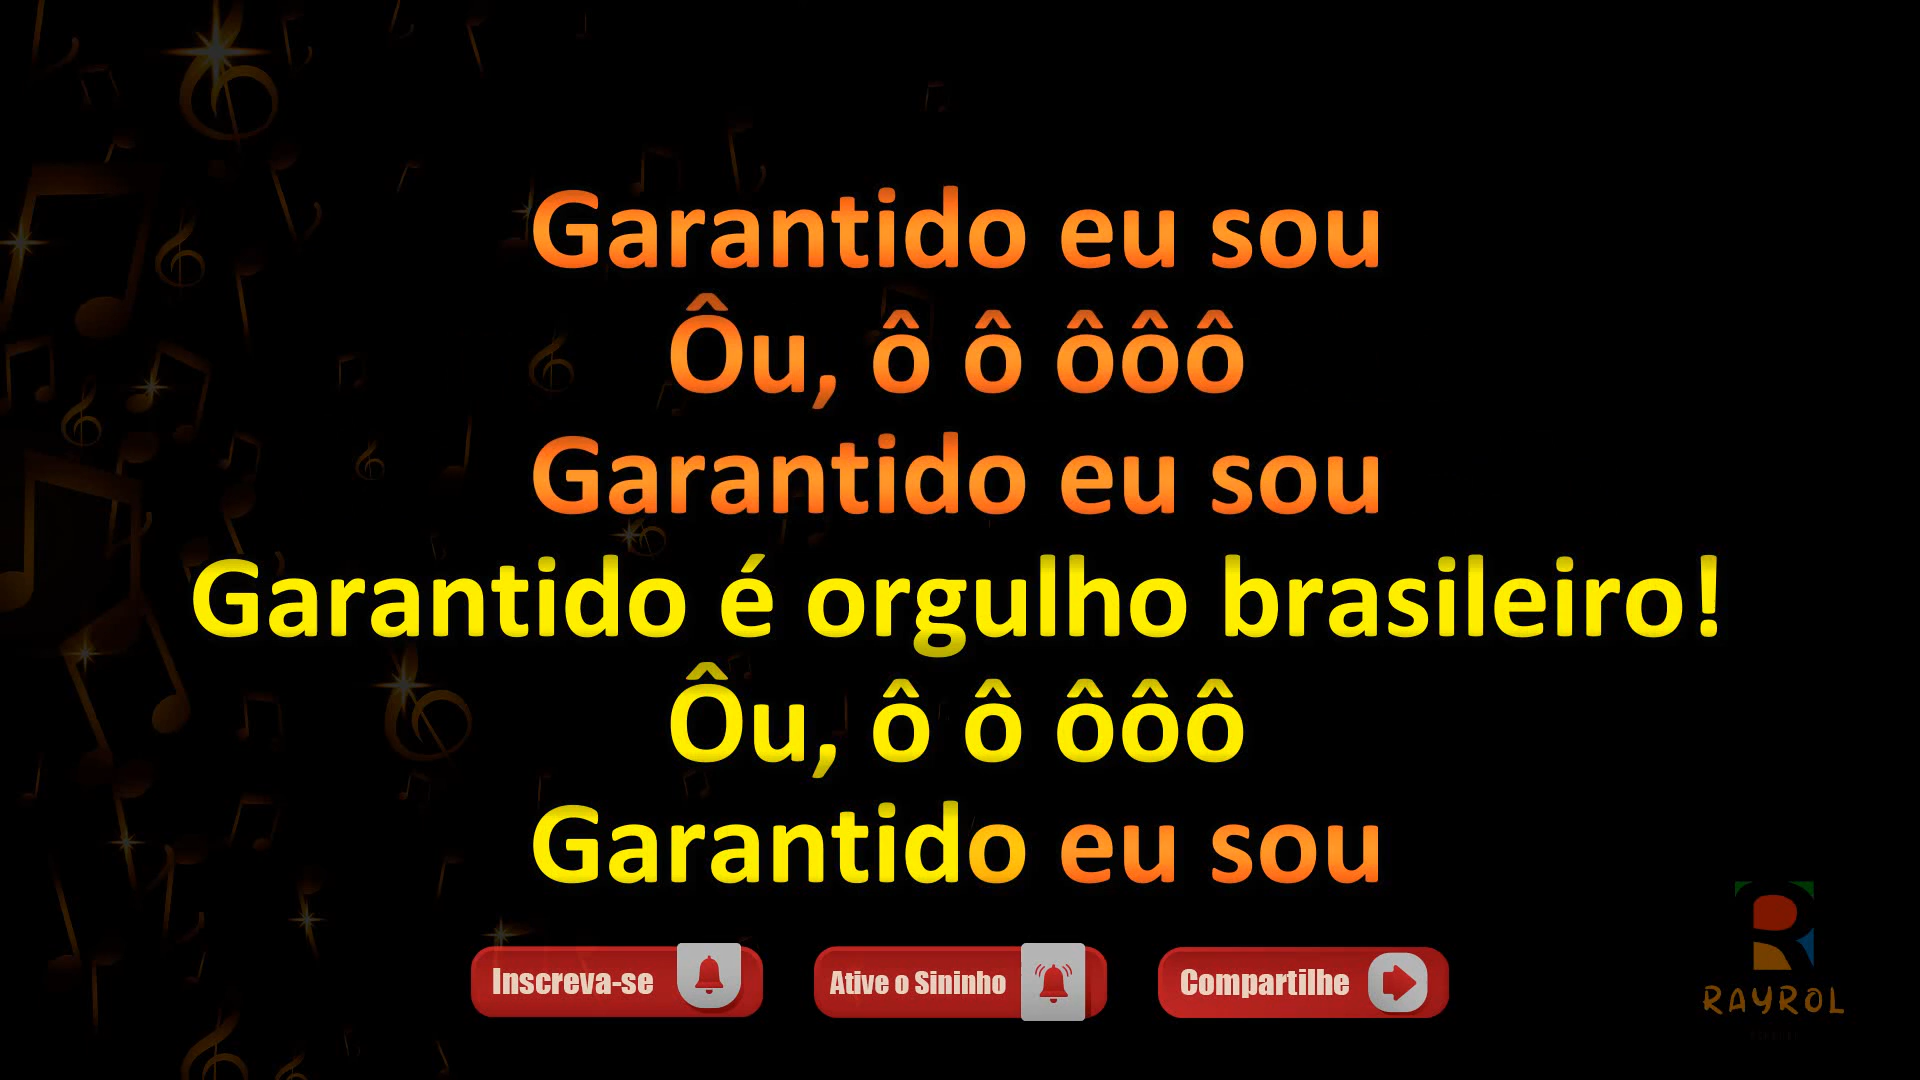 Garantido eu sou
Ôu, ô ô ôôô
Garantido eu sou
Garantido é orgulho brasileiro!
Ôu, ô ô ôôô
Garantido eu sou
Inscreva-se
Ative o Sininho
Compartilhe
RAYROL